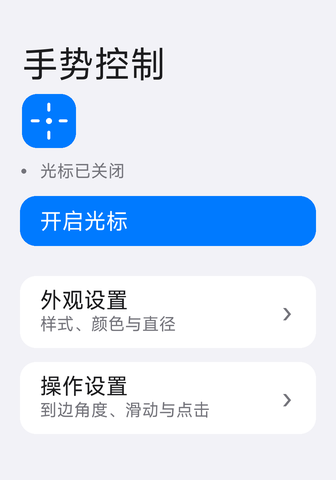 手势控制
• 光标已关闭
开启光标
外观设置
样式、颜色与直径
操作设置
到边角度、滑动与点击